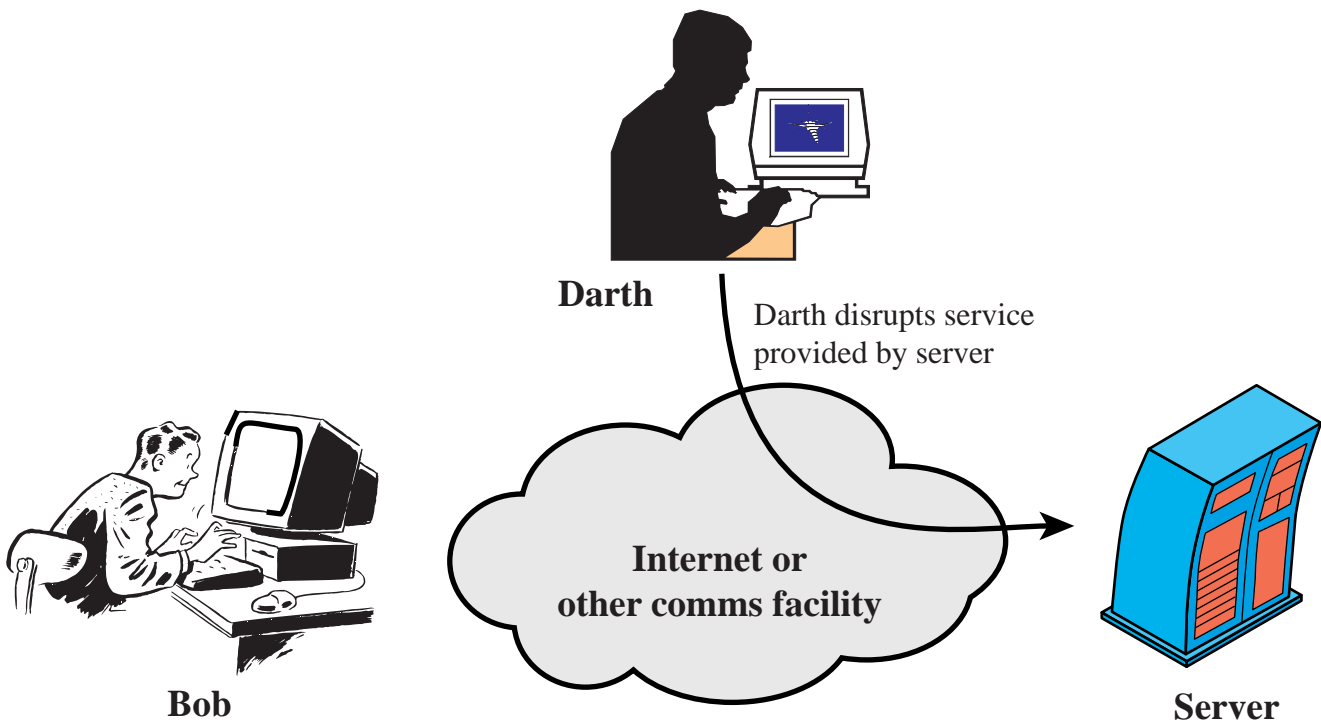 Darth
Darth disrupts service
provided by server
Internet or
other comms facility
Bob
Server